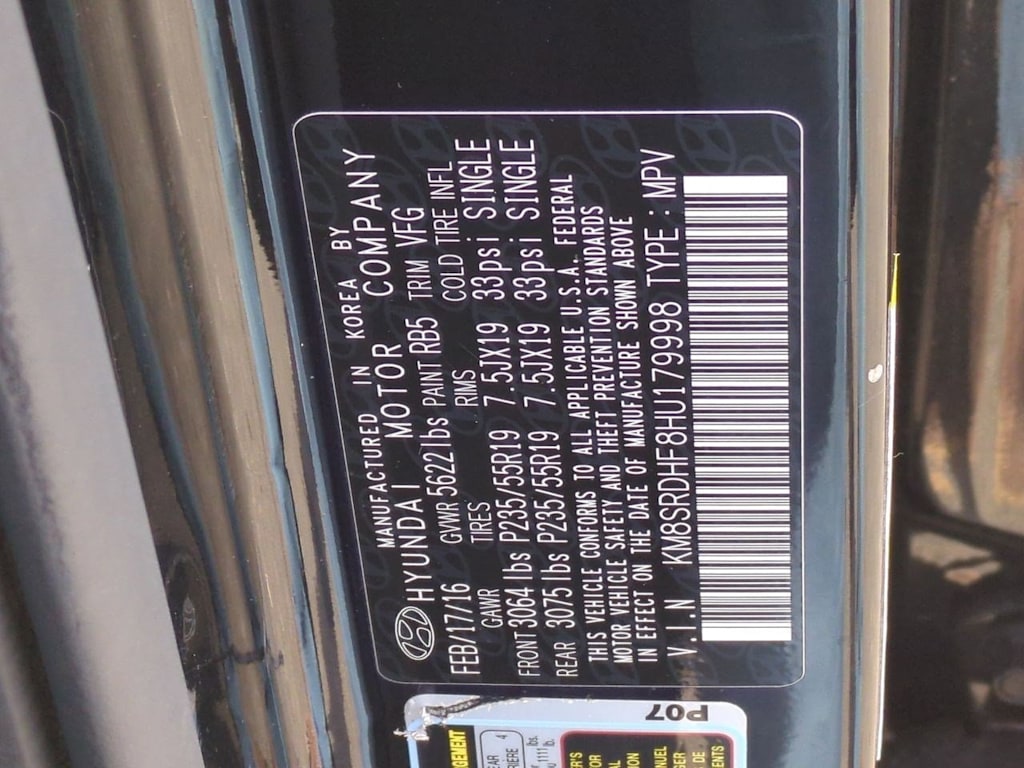 MANUFACTURED IN KOREA BY
HYUNDAI MOTOR COMPANY
FEB/17/16 GVWR 5622lbs PAINT RB5 TRIM VFG
GAWR TIRES RIMS COLD TIRE INFL
FRONT 3064lbs P235/55R19 7.5JX19 33psi SINGLE
REAR 3075lbs P235/55R19 7.5JX19 33psi SINGLE
THIS VEHICLE CONFORMS TO ALL APPLICABLE U.S.A. FEDERAL
MOTOR VEHICLE SAFETY AND THEFT PREVENTION STANDARDS
IN EFFECT ON THE DATE OF MANUFACTURE SHOWN ABOVE
V.I.N KM8SRDHF8HU179998 TYPE : MPV
P07
4
lbs.